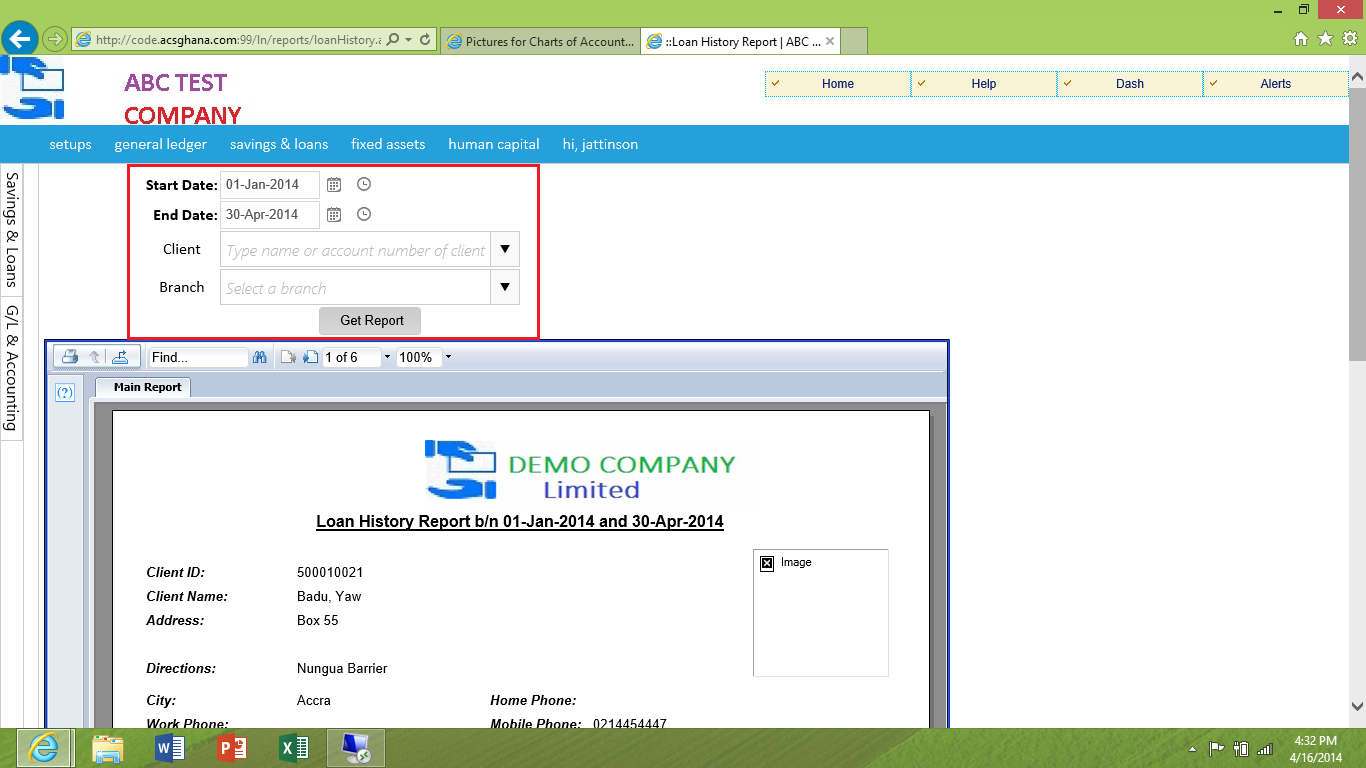 http://code.acsghana.com:99/ln/reports/loanHistory.a
Pictures for Charts of Account...
::Loan History Report | ABC ...
ABC TEST
COMPANY
Home Help Dash Alerts
setups general ledger savings & loans fixed assets human capital hi, jattinson
Savings & Loans
G/L & Accounting
Start Date: 01-Jan-2014
End Date: 30-Apr-2014
Client Type name or account number of client
Branch Select a branch
Get Report
Find... 1 of 6 100%
(?)
Main Report
DEMO COMPANY
Limited
Loan History Report b/n 01-Jan-2014 and 30-Apr-2014
Image
Client ID: 500010021
Client Name: Badu, Yaw
Address: Box 55
Directions: Nungua Barrier
City: Accra Home Phone:
Work Phone: Mobile Phone: 0214454447
4:32 PM
4/16/2014